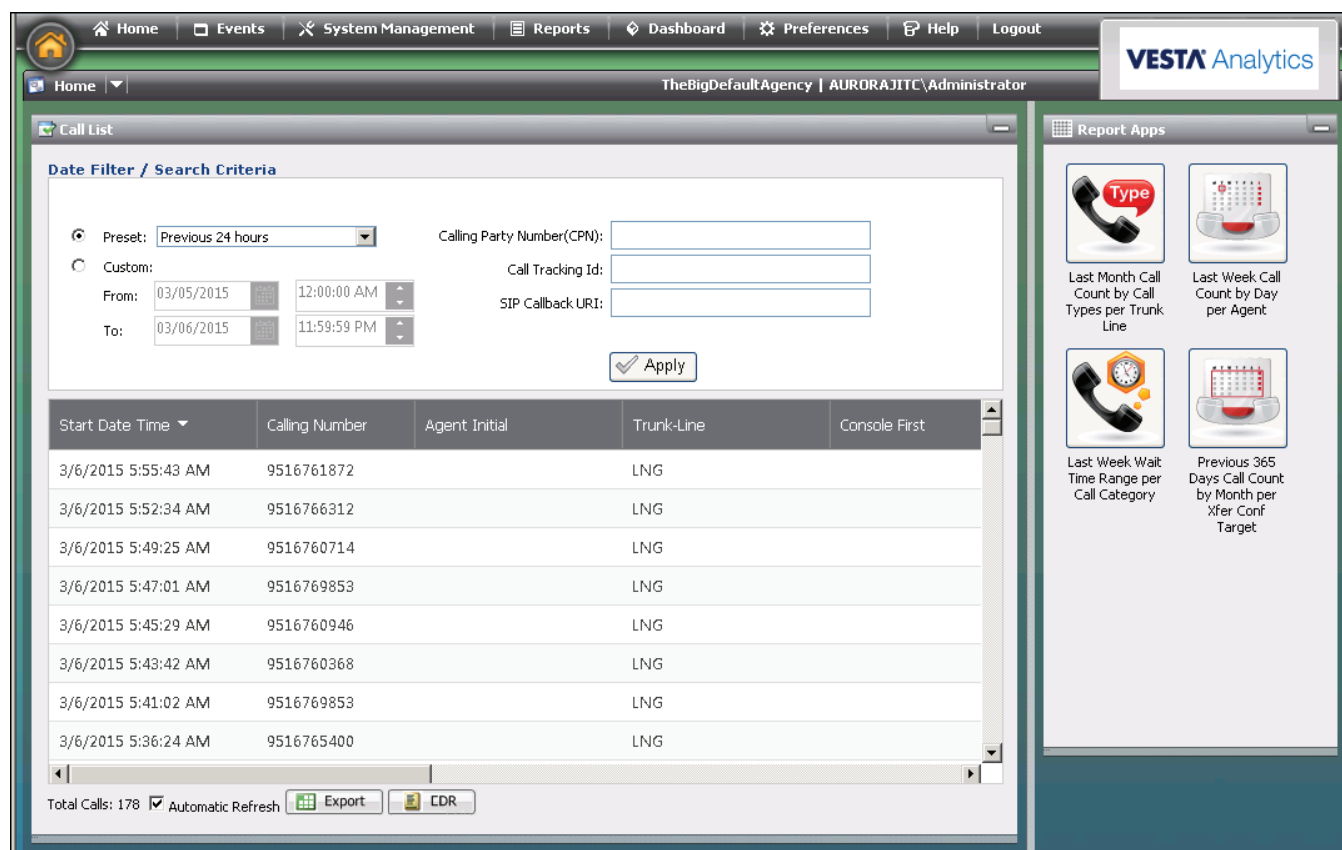 Home Events System Management Reports Dashboard Preferences Help Logout
VESTA Analytics
Home TheBigDefaultAgency | AURORAJITC\Administrator
Call List
Date Filter / Search Criteria
Preset: Previous 24 hours
Custom:
From: 03/05/2015 12:00:00 AM
To: 03/06/2015 11:59:59 PM
Calling Party Number(CPN):
Call Tracking Id:
SIP Callback URI:
Apply
Start Date Time Calling Number Agent Initial Trunk-Line Console First
3/6/2015 5:55:43 AM 9516761872 LNG
3/6/2015 5:52:34 AM 9516766312 LNG
3/6/2015 5:49:25 AM 9516760714 LNG
3/6/2015 5:47:01 AM 9516769853 LNG
3/6/2015 5:45:29 AM 9516760946 LNG
3/6/2015 5:43:42 AM 9516760368 LNG
3/6/2015 5:41:02 AM 9516769853 LNG
3/6/2015 5:36:24 AM 9516765400 LNG
Total Calls: 178 Automatic Refresh Export CDR
Report Apps
Type
Last Month Call
Count by Call
Types per Trunk
Line
Last Week Call
Count by Day
per Agent
Last Week Wait
Time Range per
Call Category
Previous 365
Days Call Count
by Month per
Xfer Conf
Target